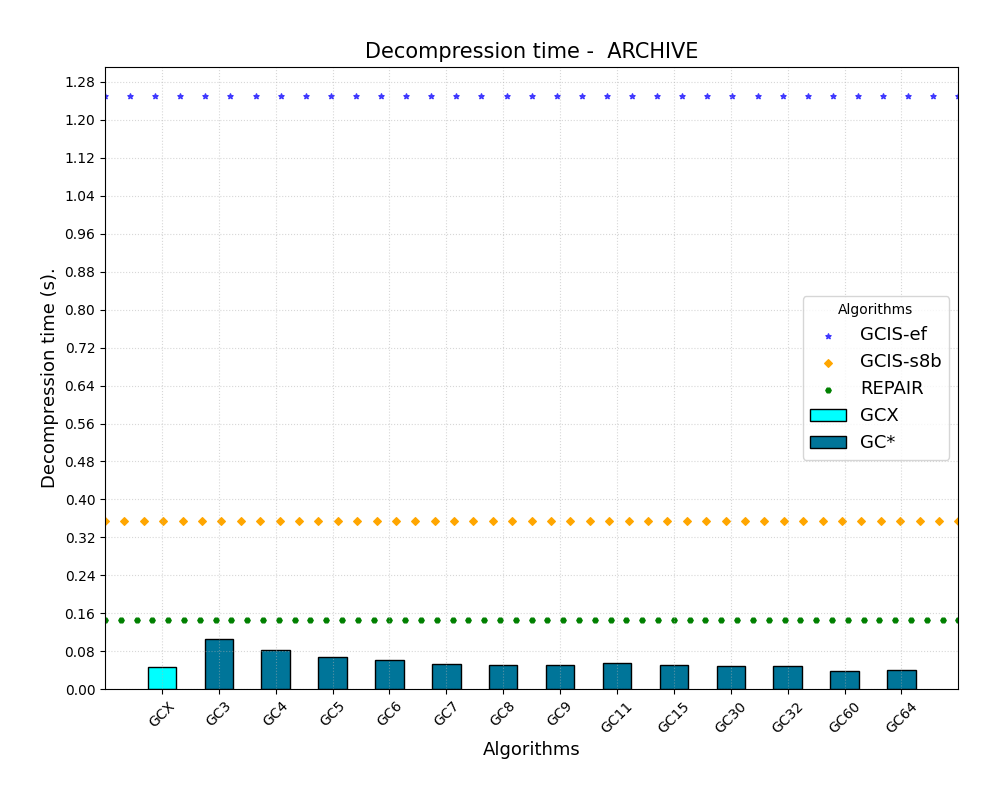 Decompression time -  ARCHIVE
Decompression time (s).
1.28
1.20
1.12
1.04
0.96
0.88
0.80
0.72
0.64
0.56
0.48
0.40
0.32
0.24
0.16
0.08
0.00
Algorithms
GCIS-ef
GCIS-s8b
REPAIR
GCX
GC*
GCX
GC3
GC4
GC5
GC6
GC7
GC8
GC9
GC11
GC15
GC30
GC32
GC60
GC64
Algorithms